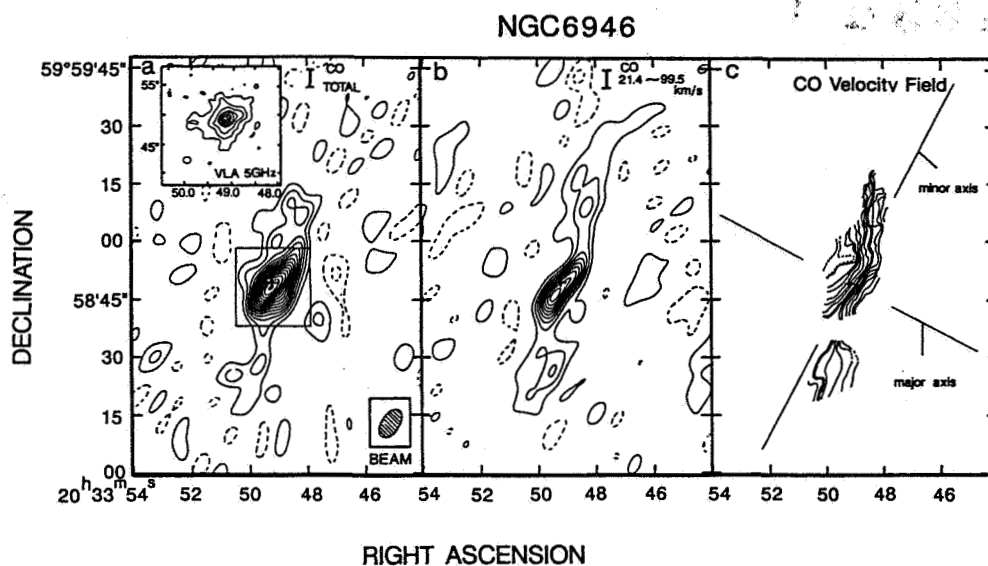 NGC6946
a
I CO TOTAL
55"
45"
VLA 5GHz
50.0 49.0 48.0
BEAM
b
I CO 21.4~99.5 km/s
c
CO Velocity Field
minor axis
major axis
DECLINATION
59°59'45"
30
15
00
58'45"
30
15
00
20h33m s 54 52 50 48 46 54 52 50 48 46 54 52 50 48 46
RIGHT ASCENSION